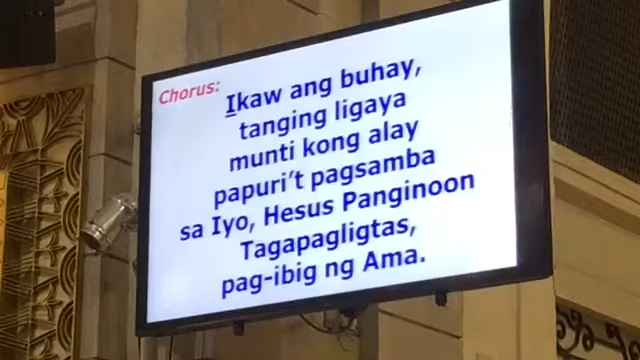 Chorus:
Ikaw ang buhay,
tanging ligaya
munti kong alay
papuri't pagsamba
sa Iyo, Hesus Panginoon
Tagapagligtas,
pag-ibig ng Ama.